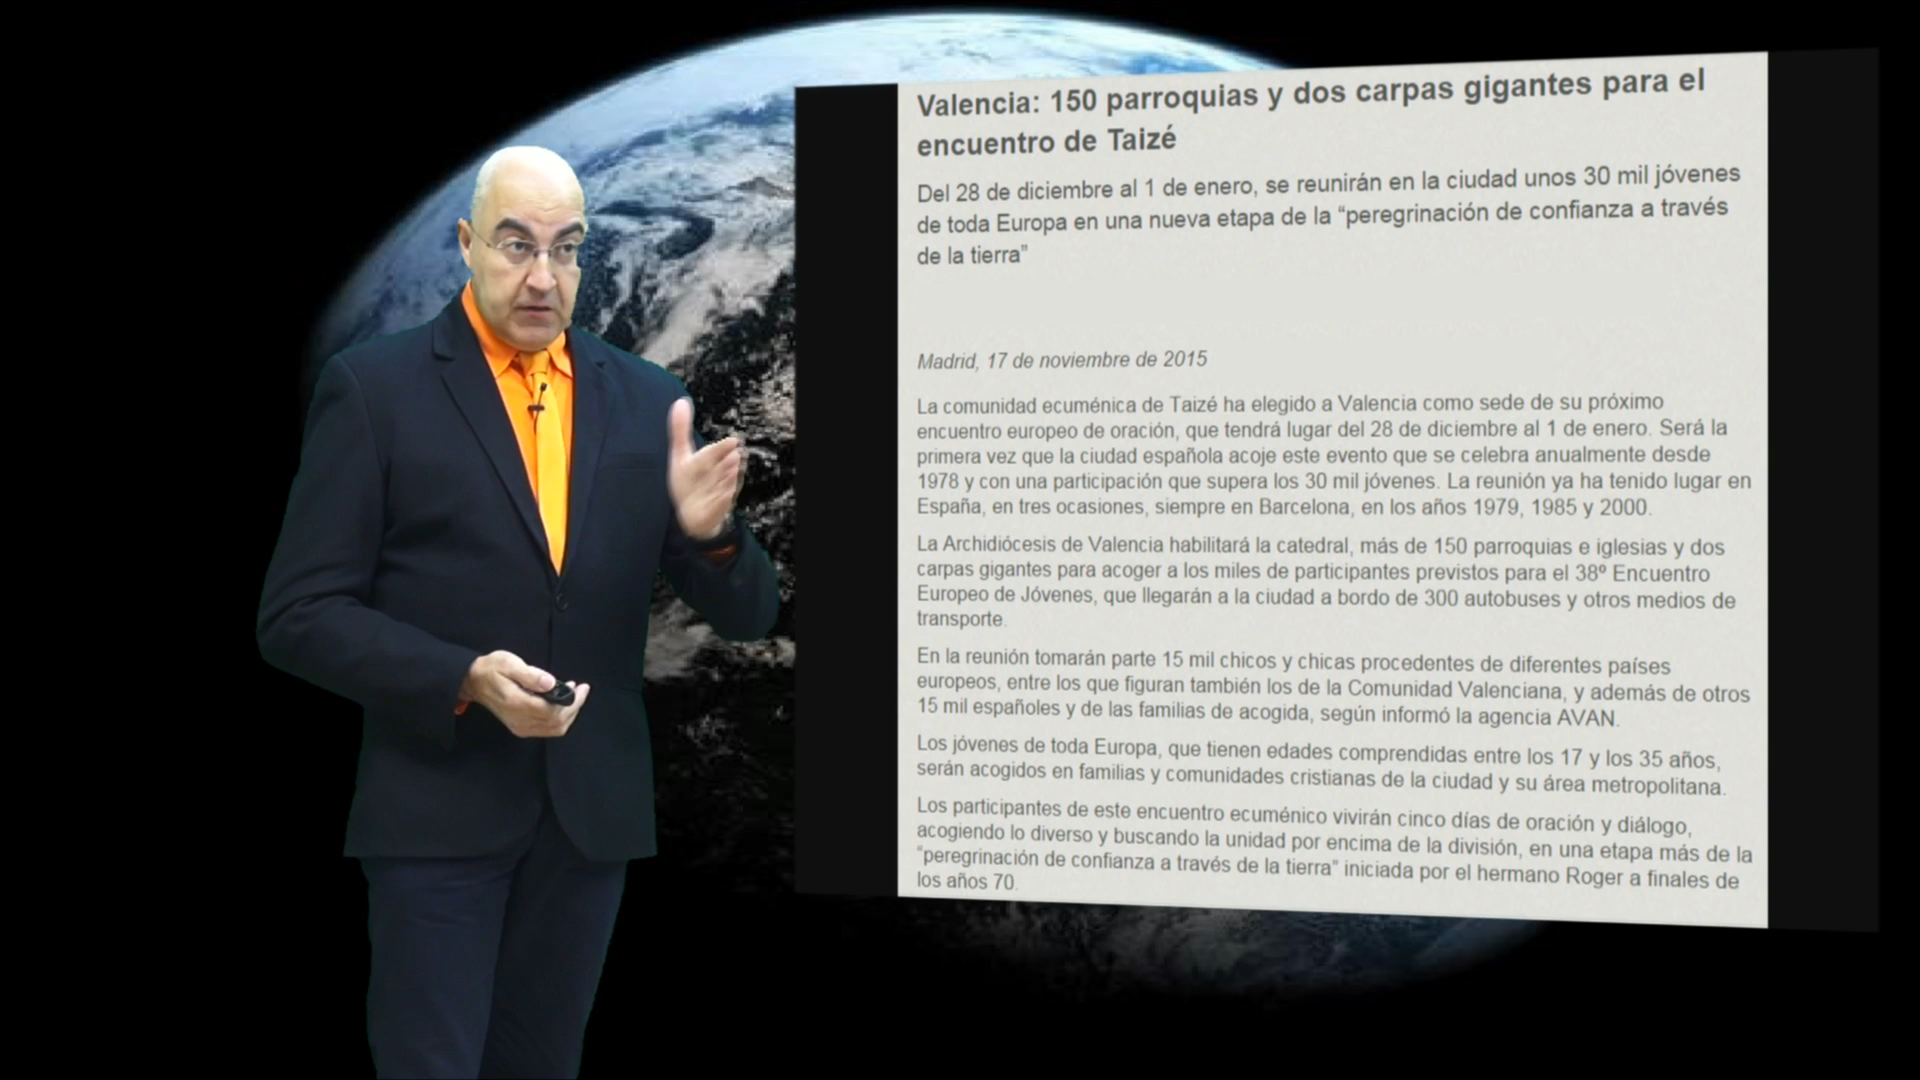 Valencia: 150 parroquias y dos carpas gigantes para el
encuentro de Taizé
Del 28 de diciembre al 1 de enero, se reunirán en la ciudad unos 30 mil jóvenes
de toda Europa en una nueva etapa de la “peregrinación de confianza a través
de la tierra”
Madrid, 17 de noviembre de 2015
La comunidad ecuménica de Taizé ha elegido a Valencia como sede de su próximo
encuentro europeo de oración, que tendrá lugar del 28 de diciembre al 1 de enero. Será la
primera vez que la ciudad española acoje este evento que se celebra anualmente desde
1978 y con una participación que supera los 30 mil jóvenes. La reunión ya ha tenido lugar en
España, en tres ocasiones, siempre en Barcelona, en los años 1979, 1985 y 2000.
La Archidiócesis de Valencia habilitará la catedral, más de 150 parroquias e iglesias y dos
carpas gigantes para acoger a los miles de participantes previstos para el 38º Encuentro
Europeo de Jóvenes, que llegarán a la ciudad a bordo de 300 autobuses y otros medios de
transporte.
En la reunión tomarán parte 15 mil chicos y chicas procedentes de diferentes países
europeos, entre los que figuran también los de la Comunidad Valenciana, y además de otros
15 mil españoles y de las familias de acogida, según informó la agencia AVAN.
Los jóvenes de toda Europa, que tienen edades comprendidas entre los 17 y los 35 años,
serán acogidos en familias y comunidades cristianas de la ciudad y su área metropolitana.
Los participantes de este encuentro ecuménico vivirán cinco días de oración y diálogo,
acogiendo lo diverso y buscando la unidad por encima de la división, en una etapa más de la
“peregrinación de confianza a través de la tierra” iniciada por el hermano Roger a finales de
los años 70.